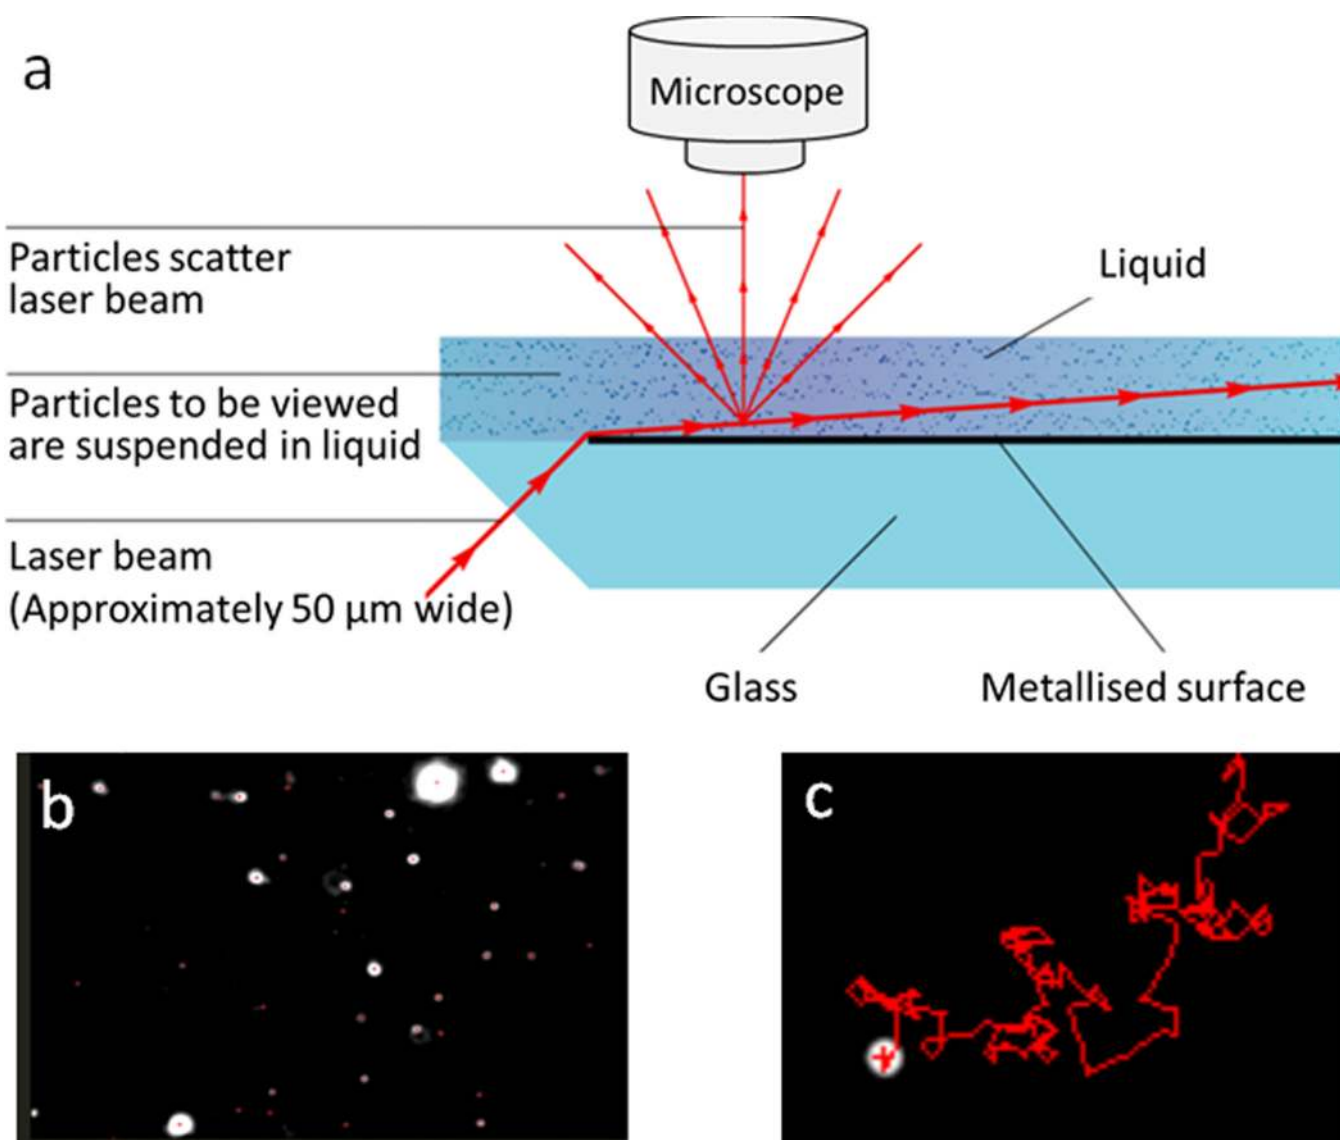 a
Microscope
Particles scatter
laser beam
Liquid
Particles to be viewed
are suspended in liquid
Laser beam
(Approximately 50 µm wide)
Glass
Metallised surface
b
c